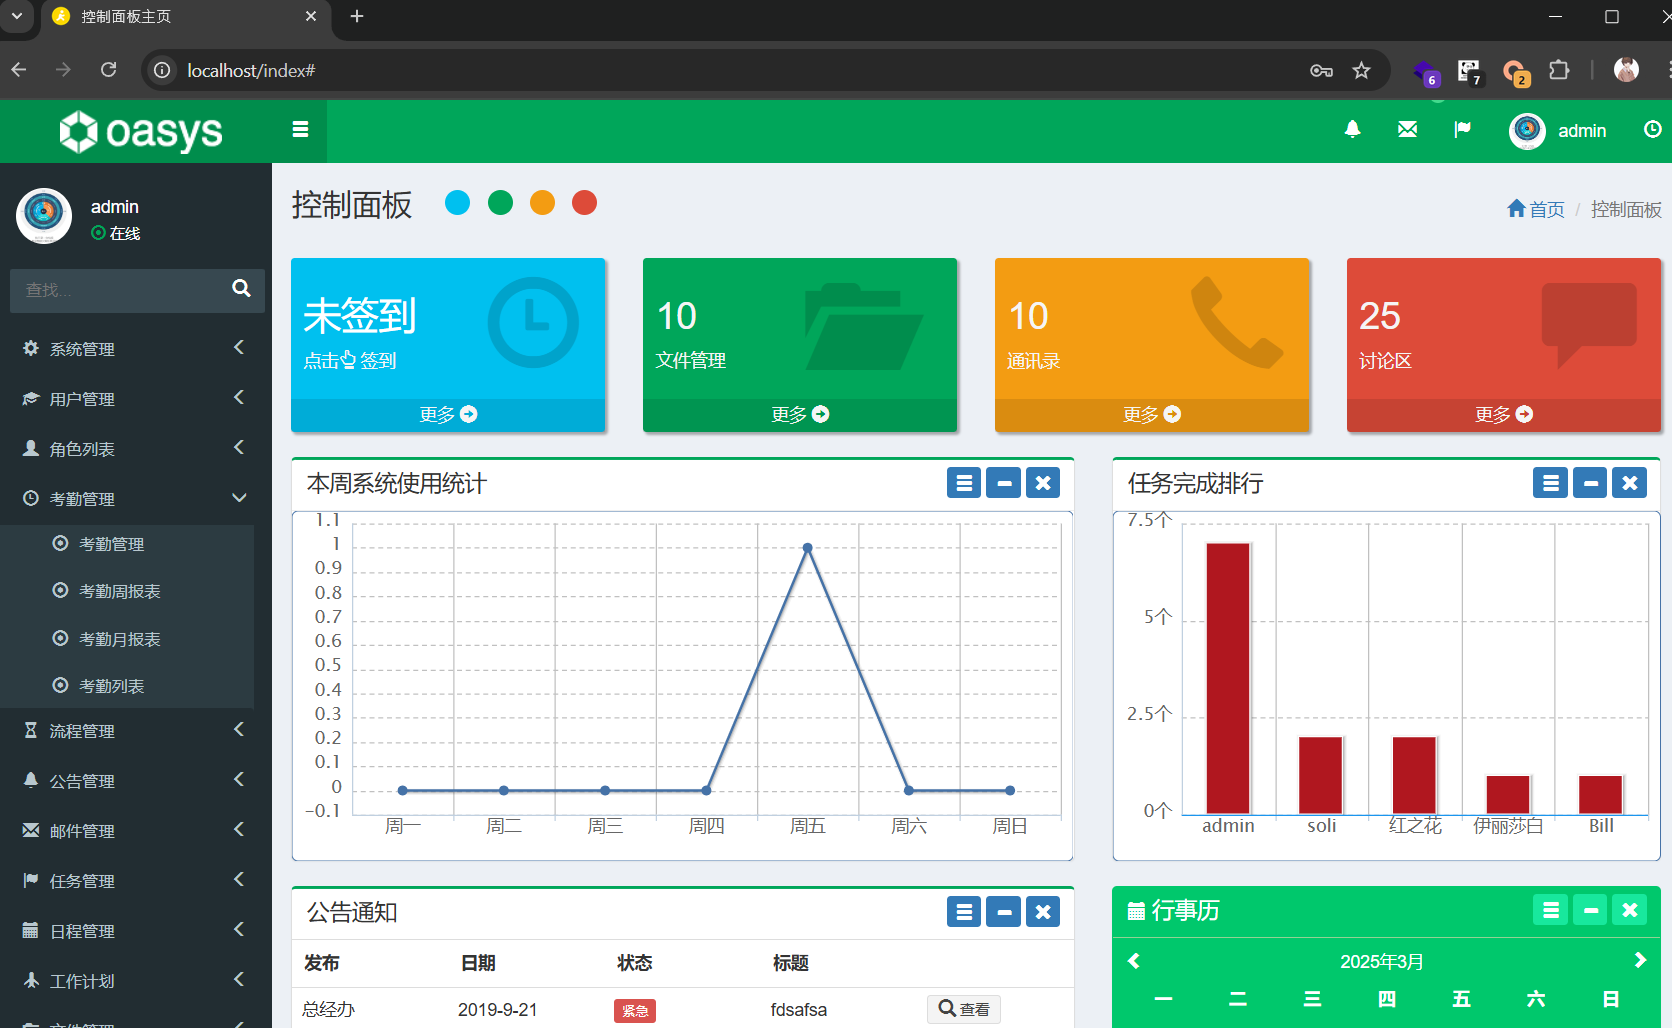 控制面板主页
localhost/index#
6
7
2
oasys
admin
admin
在线
查找...
系统管理
用户管理
角色列表
考勤管理
考勤管理
考勤周报表
考勤月报表
考勤列表
流程管理
公告管理
邮件管理
任务管理
日程管理
工作计划
文件管理
控制面板
首页 / 控制面板
未签到
点击 签到
更多
10
文件管理
更多
10
通讯录
更多
25
讨论区
更多
本周系统使用统计
1.1
1
0.9
0.8
0.7
0.6
0.5
0.4
0.3
0.2
0.1
0
-0.1
周一 周二 周三 周四 周五 周六 周日
任务完成排行
7.5个
5个
2.5个
0个
admin soli 红之花 伊丽莎白 Bill
公告通知
发布 日期 状态 标题
总经办 2019-9-21 紧急 fdsafsa 查看
行事历
2025年3月
一 二 三 四 五 六 日